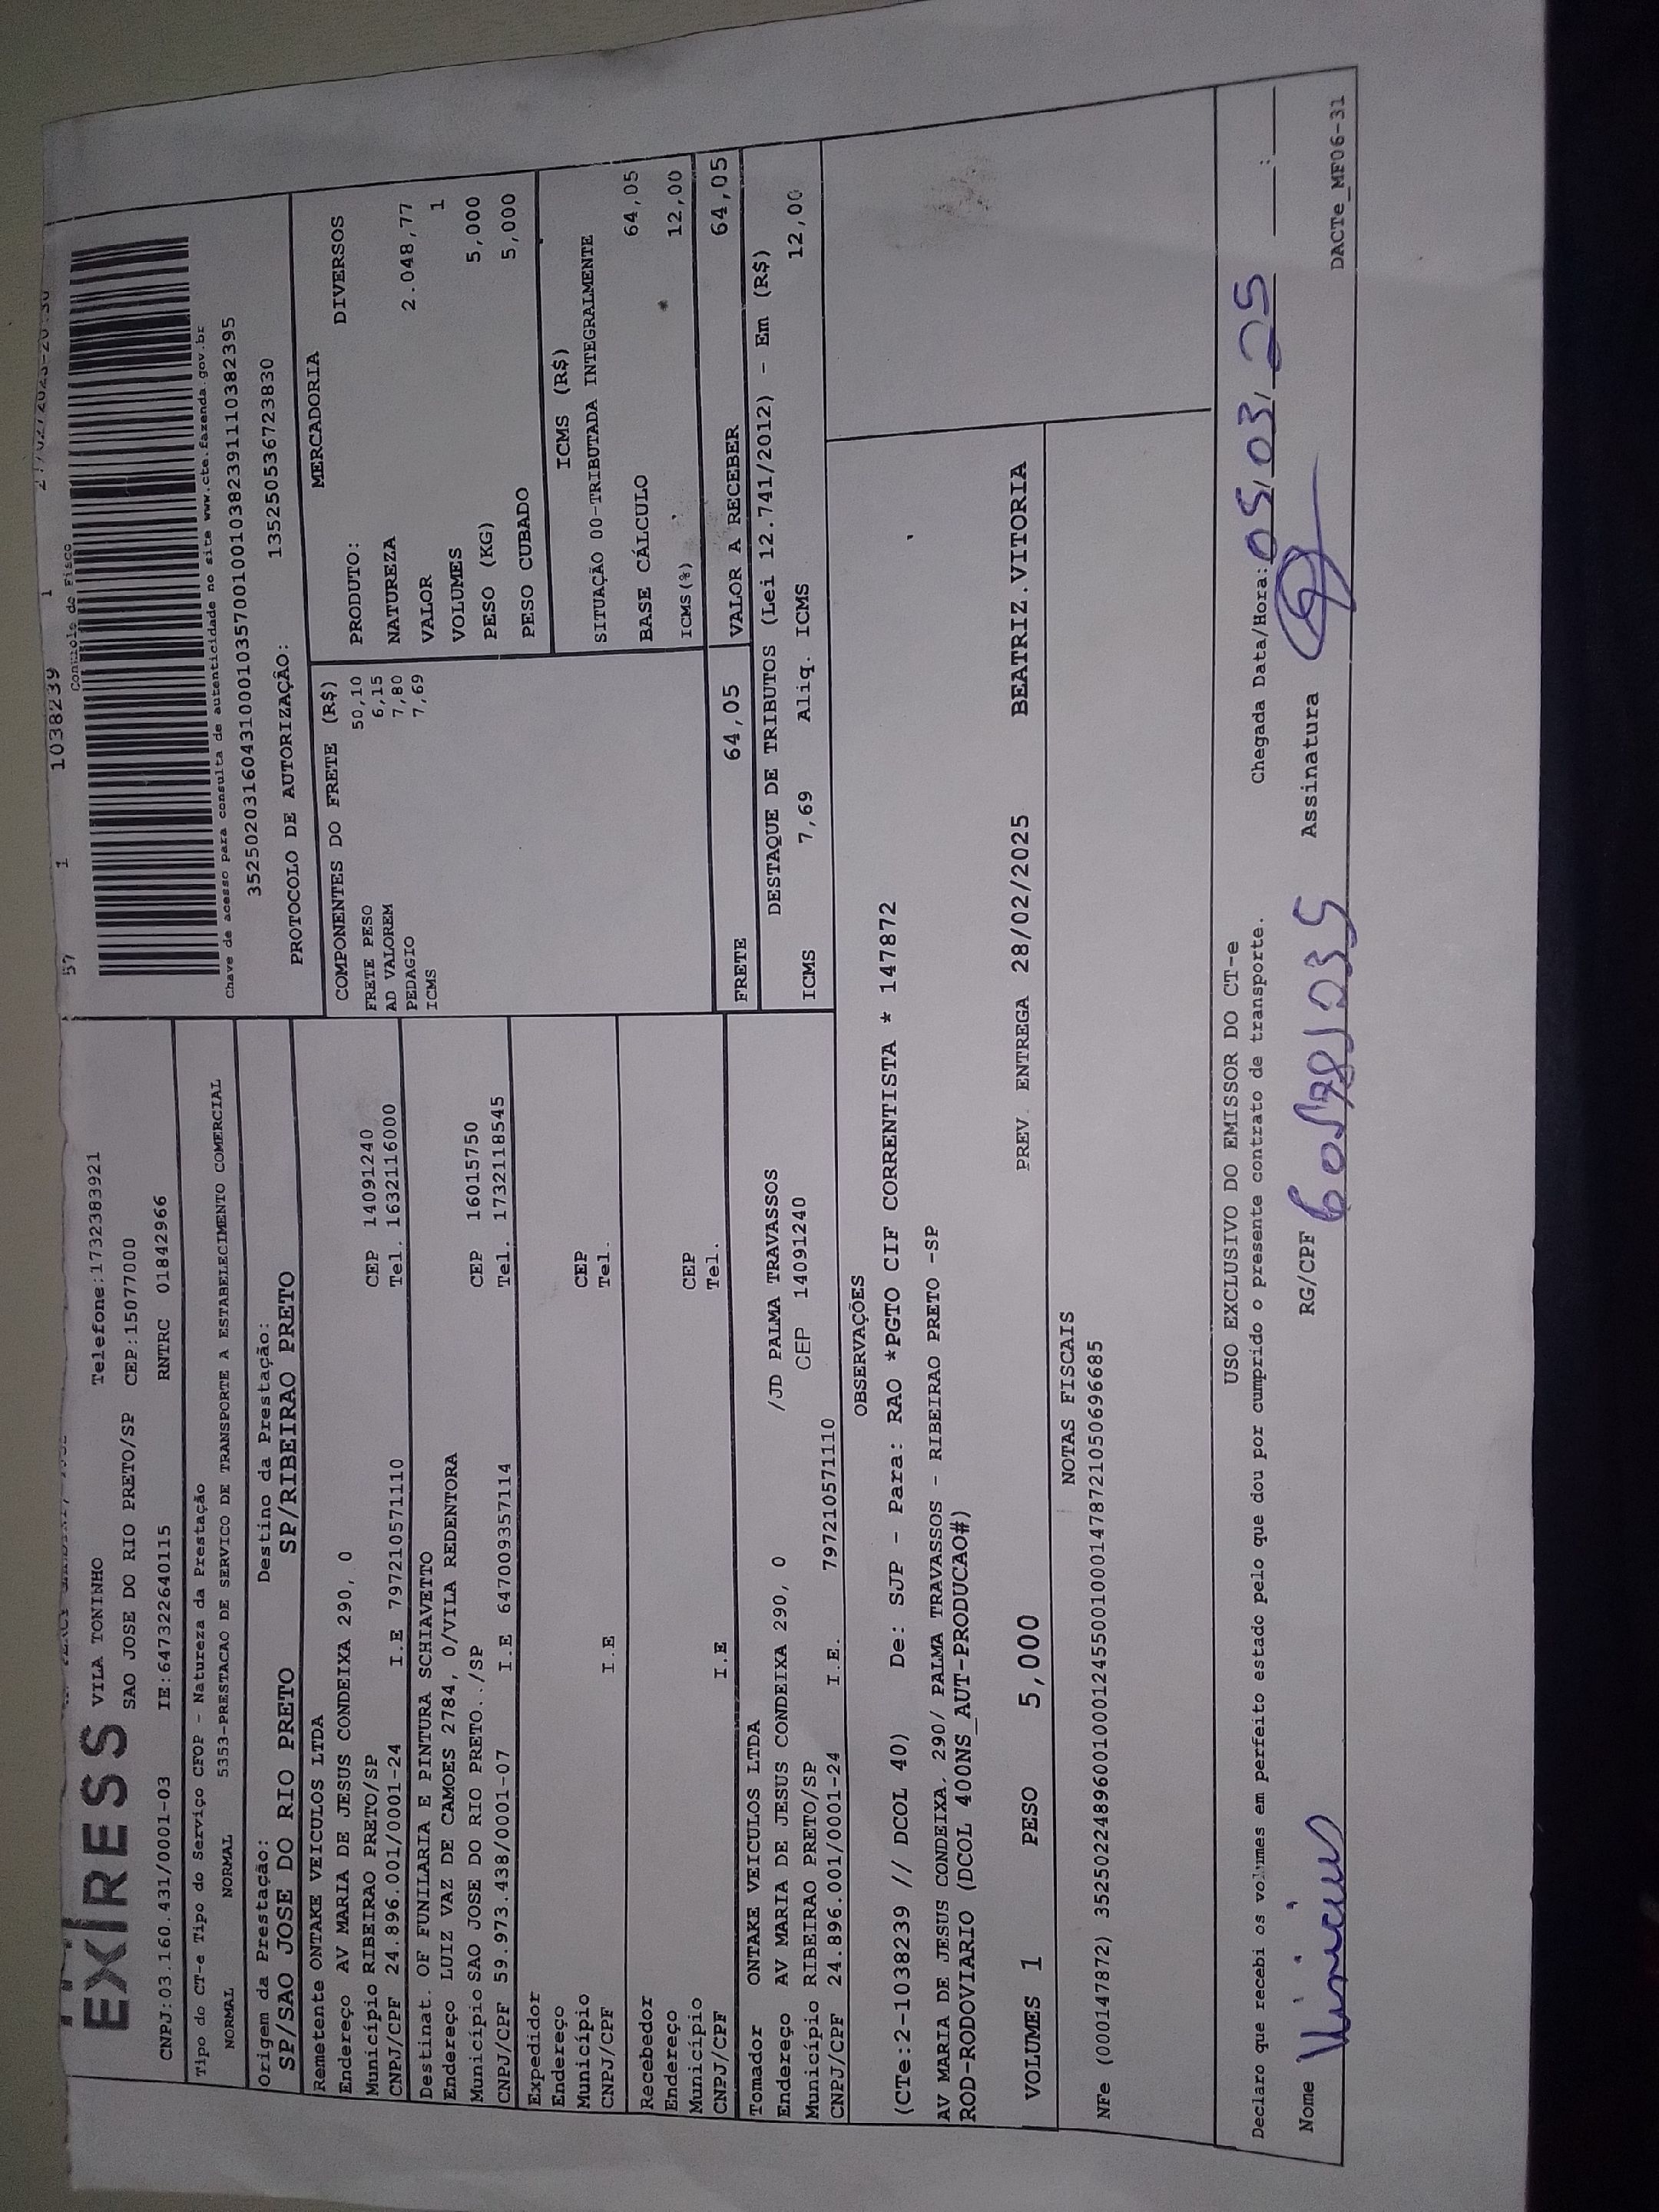 57 1 1038239 1
Controle do Fisco
EXPRESS VILA TONINHO Telefone:1732383921
SAO JOSE DO RIO PRETO/SP CEP:15077000
CNPJ:03.160.431/0001-03 IE:647322640115 RNTRC 01842966
Chave de acesso para consulta de autenticidade no site www.cte.fazenda.gov.br
35250203160431000103570010010382391111038 2395
PROTOCOLO DE AUTORIZAÇÃO: 135250536723830
Tipo do CT-e Tipo do Serviço CFOP - Natureza da Prestação
NORMAL NORMAL 5353-PRESTACAO DE SERVICO DE TRANSPORTE A ESTABELECIMENTO COMERCIAL
Origem da Prestação: Destino da Prestação:
SP/SAO JOSE DO RIO PRETO SP/RIBEIRAO PRETO
Remetente ONTAKE VEICULOS LTDA
Endereço AV MARIA DE JESUS CONDEIXA 290, 0
Município RIBEIRAO PRETO/SP CEP 14091240
CNPJ/CPF 24.896.001/0001-24 I.E 797210571110 Tel. 1632116000
Destinat. OF FUNILARIA E PINTURA SCHIAVETTO
Endereço LUIZ VAZ DE CAMOES 2784, 0/VILA REDENTORA
Município SAO JOSE DO RIO PRETO../SP CEP 16015750
CNPJ/CPF 59.973.438/0001-07 I.E 647009357114 Tel. 1732118545
Expedidor
Endereço
Município CEP
CNPJ/CPF I.E Tel.
Recebedor
Endereço
Município CEP
CNPJ/CPF I.E Tel.
Tomador ONTAKE VEICULOS LTDA
Endereço AV MARIA DE JESUS CONDEIXA 290, 0 /JD PALMA TRAVASSOS
Município RIBEIRAO PRETO/SP CEP 14091240
CNPJ/CPF 24.896.001/0001-24 I.E. 797210571110
COMPONENTES DO FRETE (R$)
FRETE PESO 50,10
AD VALOREM 6,15
PEDAGIO 7,80
ICMS 7,69
MERCADORIA
PRODUTO: DIVERSOS
NATUREZA
VALOR 2.048,77
VOLUMES 1
PESO (KG) 5,000
PESO CUBADO 5,000
ICMS (R$)
SITUAÇÃO 00-TRIBUTADA INTEGRALMENTE
BASE CÁLCULO 64,05
ICMS(%) 12,00
FRETE 64,05 VALOR A RECEBER 64,05
DESTAQUE DE TRIBUTOS (Lei 12.741/2012) - Em (R$)
ICMS 7,69 Aliq. ICMS 12,00
OBSERVAÇÕES
(CTe:2-1038239 // DCOL 40) De: SJP - Para: RAO *PGTO CIF CORRENTISTA * 147872
AV MARIA DE JESUS CONDEIXA, 290/ PALMA TRAVASSOS - RIBEIRAO PRETO -SP
ROD-RODOVIARIO (DCOL 400NS_AUT-PRODUCAO#)
VOLUMES 1 PESO 5,000 PREV. ENTREGA 28/02/2025 BEATRIZ.VITORIA
NOTAS FISCAIS
NFe (000147872) 35250224896001000124550010001478721050696685
USO EXCLUSIVO DO EMISSOR DO CT-e
Declaro que recebi os volumes em perfeito estado pelo que dou por cumprido o presente contrato de transporte. Chegada Data/Hora: 05/03/25 :
Nome Vinicius RG/CPF Assinatura
DACTe_MF06-31